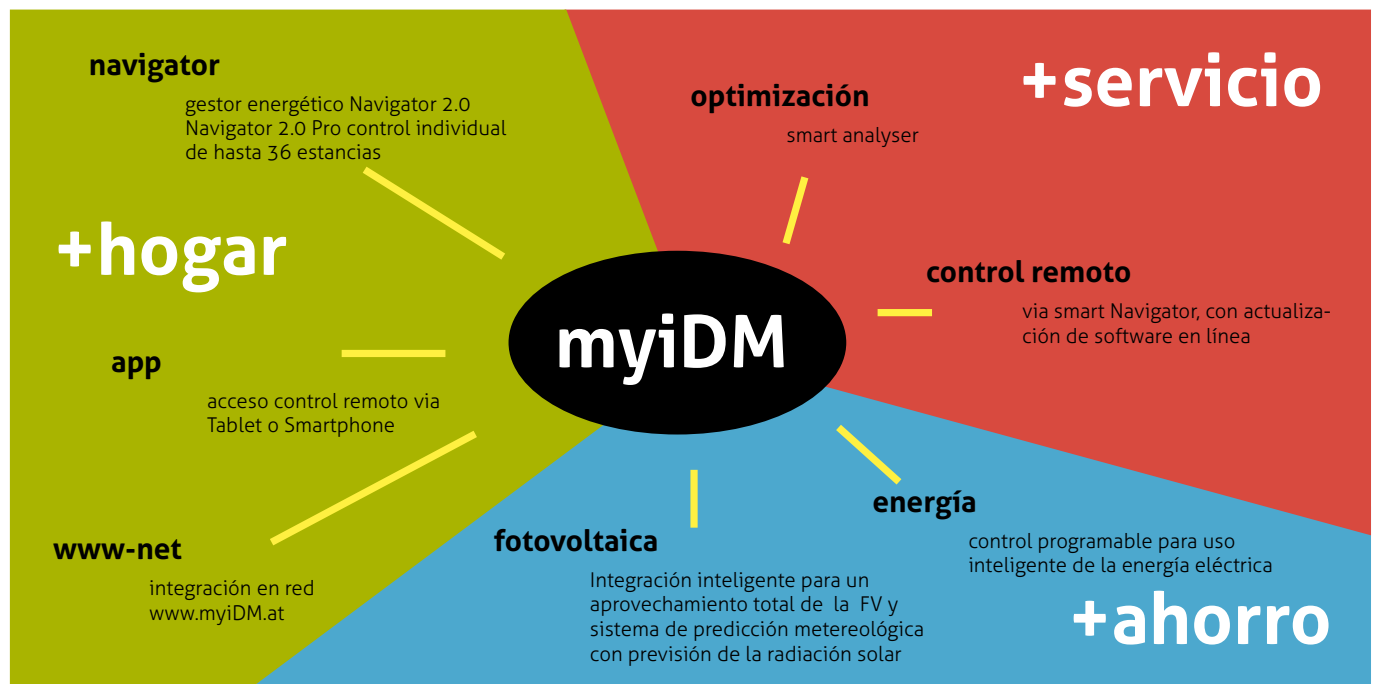 navigator
gestor energético Navigator 2.0
Navigator 2.0 Pro control individual
de hasta 36 estancias
+hogar
app
acceso control remoto via
Tablet o Smartphone
www-net
integración en red
www.myiDM.at
myiDM
optimización
smart analyser
+servicio
control remoto
via smart Navigator, con actualiza-
ción de software en línea
fotovoltaica
Integración inteligente para un
aprovechamiento total de la FV y
sistema de predicción metereológica
con previsión de la radiación solar
energía
control programable para uso
inteligente de la energía eléctrica
+ahorro